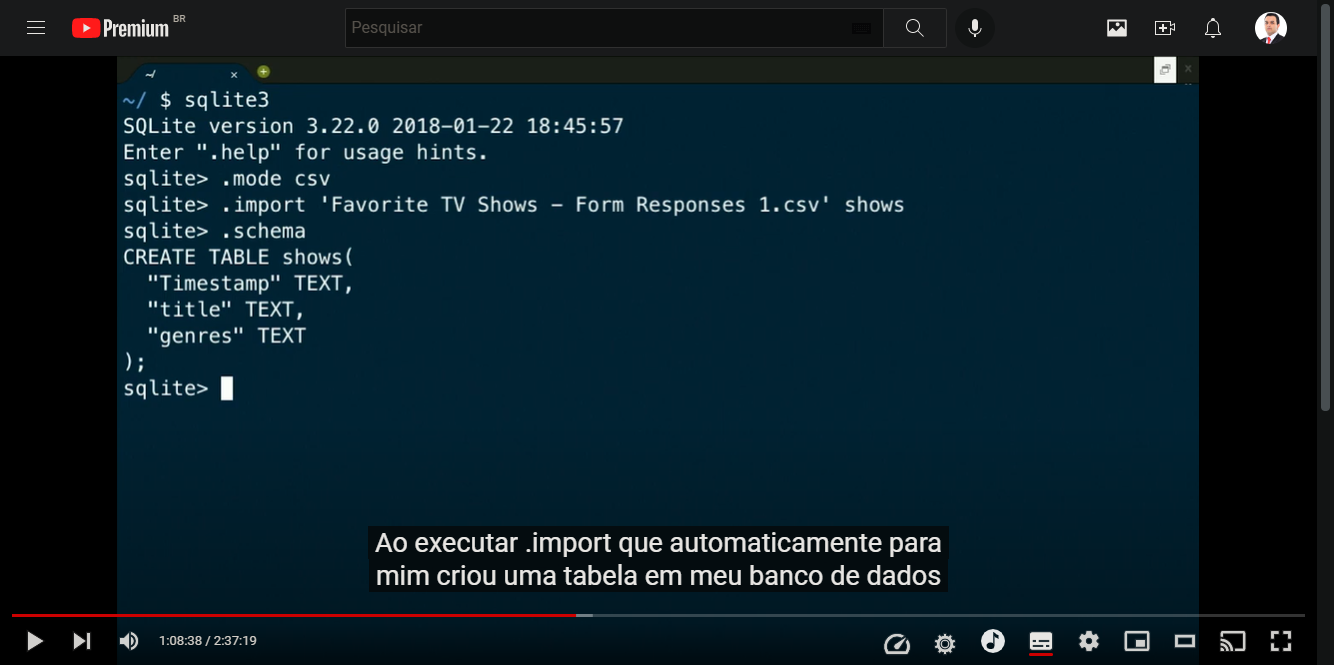 Premium BR
Pesquisar
~/
~/ $ sqlite3
SQLite version 3.22.0 2018-01-22 18:45:57
Enter ".help" for usage hints.
sqlite> .mode csv
sqlite> .import 'Favorite TV Shows - Form Responses 1.csv' shows
sqlite> .schema
CREATE TABLE shows(
  "Timestamp" TEXT,
  "title" TEXT,
  "genres" TEXT
);
sqlite>
Ao executar .import que automaticamente para
mim criou uma tabela em meu banco de dados
1:08:38 / 2:37:19